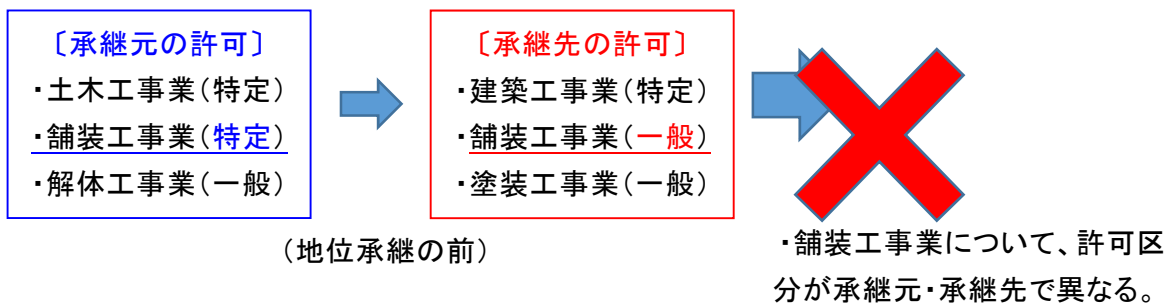 〔承継元の許可〕
・土木工事業(特定)
・舗装工事業(特定)
・解体工事業(一般)
〔承継先の許可〕
・建築工事業(特定)
・舗装工事業(一般)
・塗装工事業(一般)
(地位承継の前)
・舗装工事業について、許可区
分が承継元・承継先で異なる。